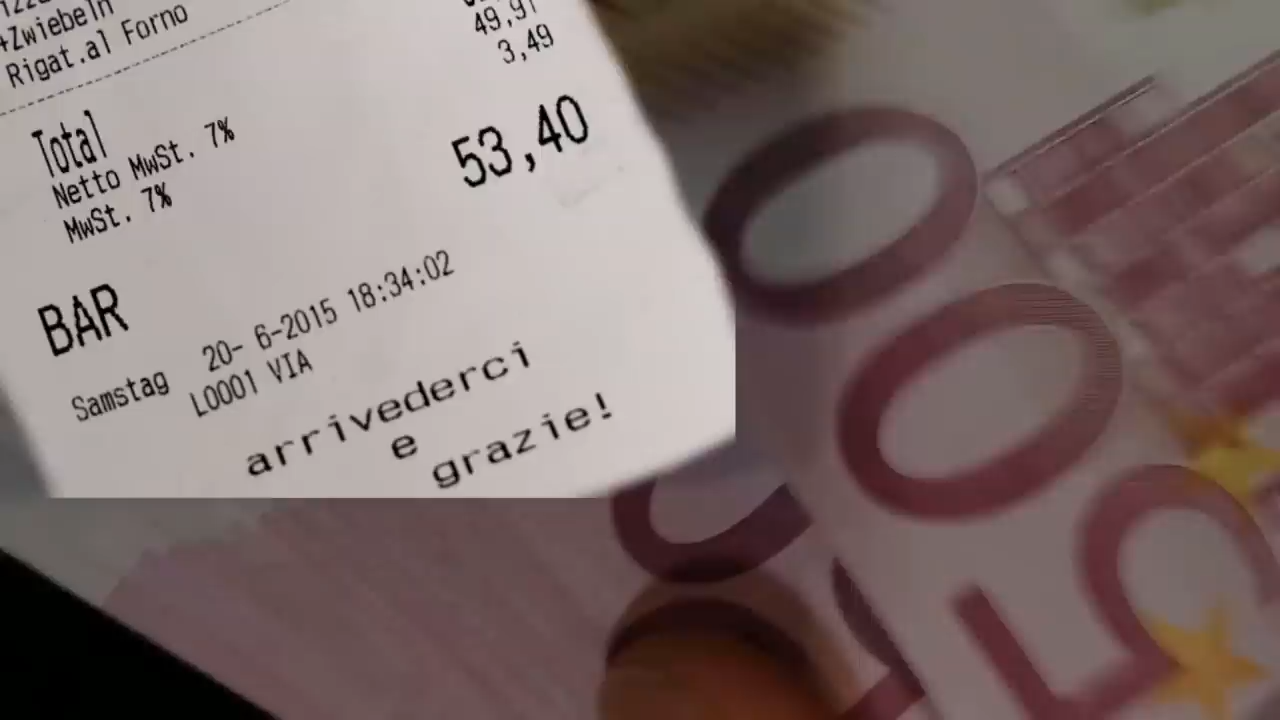 +Zwiebeln
Rigat.al Forno
49,91
3,49
Total 53,40
Netto MwSt. 7%
MwSt. 7%
BAR
Samstag 20- 6-2015 18:34:02
L0001 VIA
arrivederci
e
grazie!
500